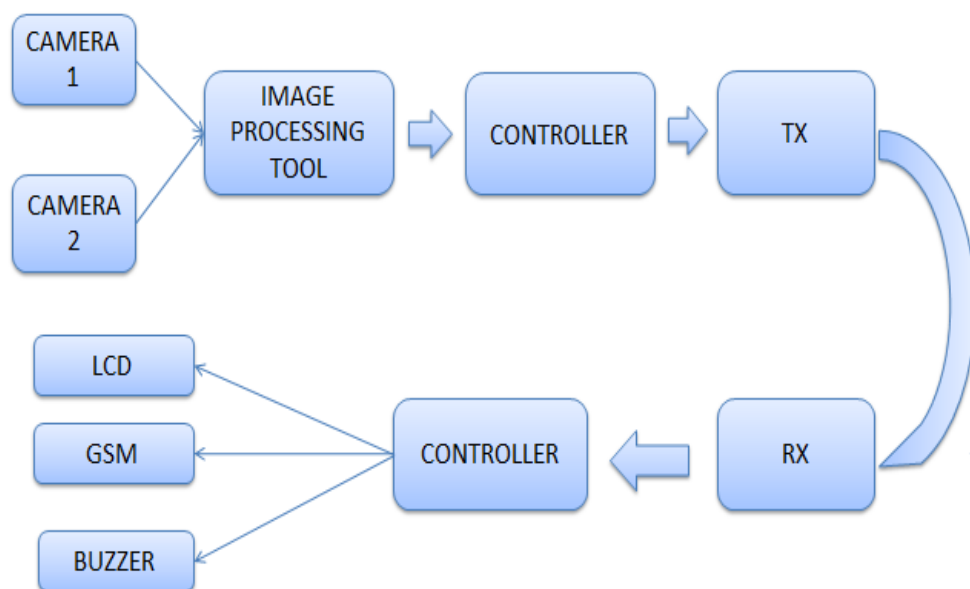 CAMERA
1
IMAGE
PROCESSING
TOOL
CONTROLLER
TX
CAMERA
2
LCD
GSM
BUZZER
CONTROLLER
RX